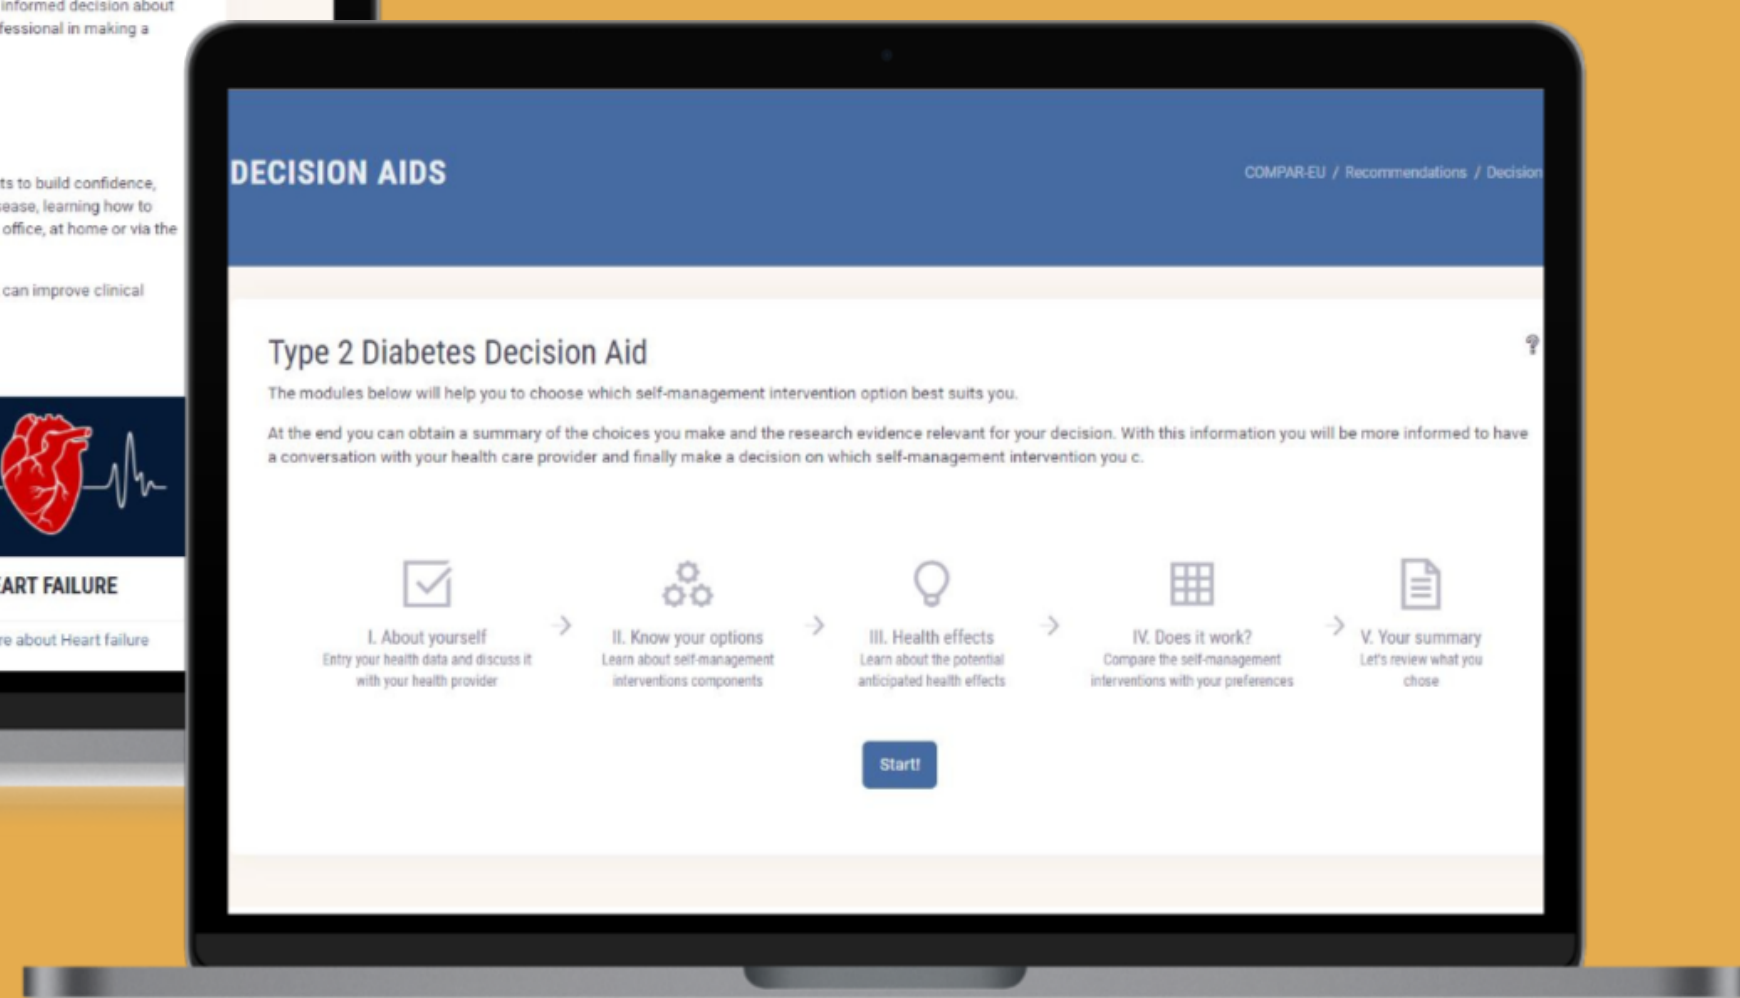 informed decision about
fessional in making a
ts to build confidence,
sease, learning how to
office, at home or via the
can improve clinical
ART FAILURE
re about Heart failure
DECISION AIDS
COMPAR-EU / Recommendations / Decision
Type 2 Diabetes Decision Aid
?
The modules below will help you to choose which self-management intervention option best suits you.
At the end you can obtain a summary of the choices you make and the research evidence relevant for your decision. With this information you will be more informed to have
a conversation with your health care provider and finally make a decision on which self-management intervention you c.
I. About yourself
Entry your health data and discuss it
with your health provider
II. Know your options
Learn about self-management
interventions components
III. Health effects
Learn about the potential
anticipated health effects
IV. Does it work?
Compare the self-management
interventions with your preferences
V. Your summary
Let's review what you
chose
Start!